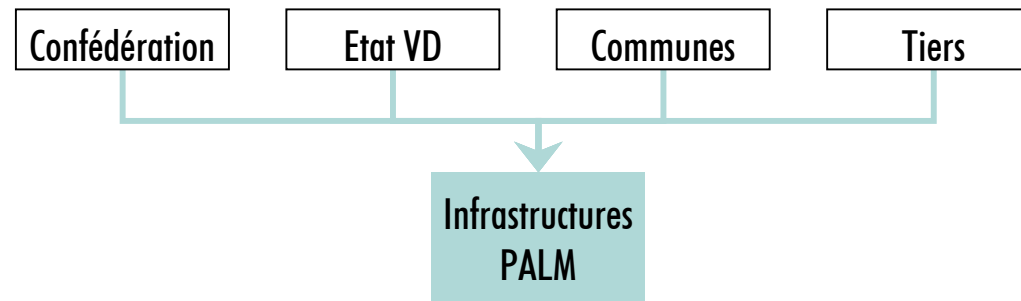 Confédération
Etat VD
Communes
Tiers
Infrastructures
PALM